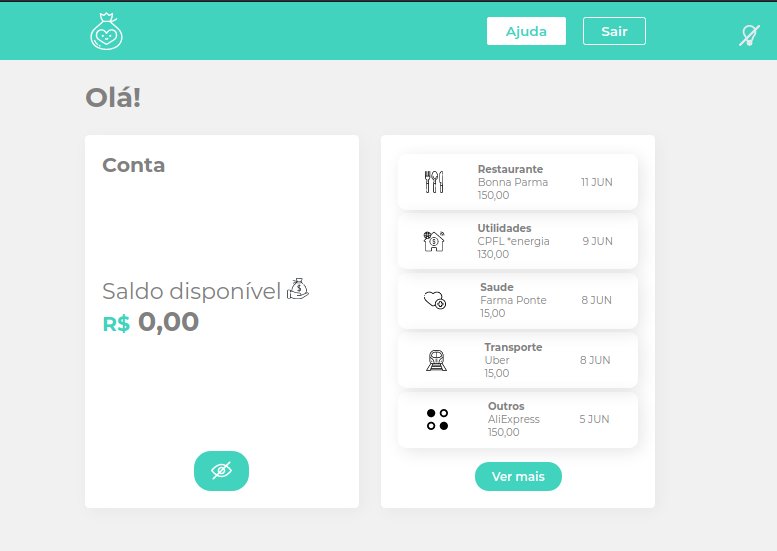 Ajuda
Sair
Olá!
Conta
Saldo disponível
R$ 0,00
Restaurante
Bonna Parma
150,00
11 JUN
Utilidades
CPFL *energia
130,00
9 JUN
Saude
Farma Ponte
15,00
8 JUN
Transporte
Uber
15,00
8 JUN
Outros
AliExpress
150,00
5 JUN
Ver mais